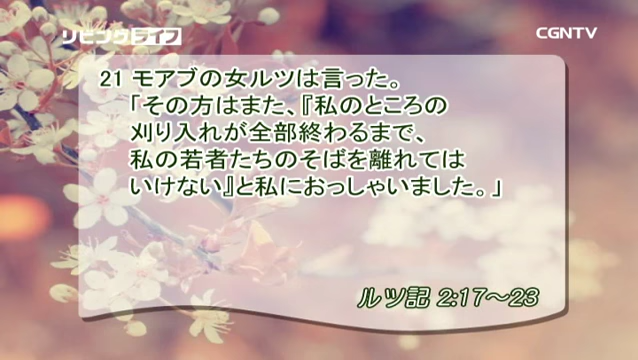 リビングライフ
CGNTV
21 モアブの女ルツは言った。
「その方はまた、『私のところの
刈り入れが全部終わるまで、
私の若者たちのそばを離れては
いけない』と私におっしゃいました。」
ルツ記 2:17～23